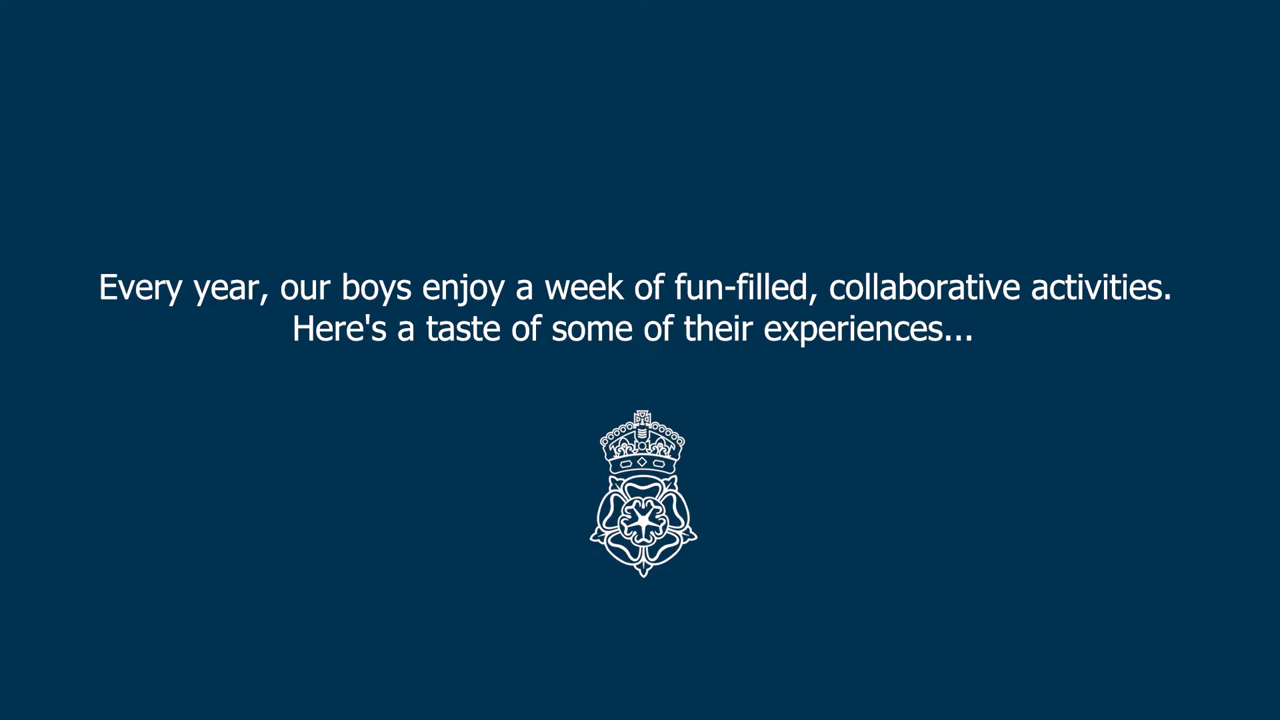 Every year, our boys enjoy a week of fun-filled, collaborative activities.
Here's a taste of some of their experiences...